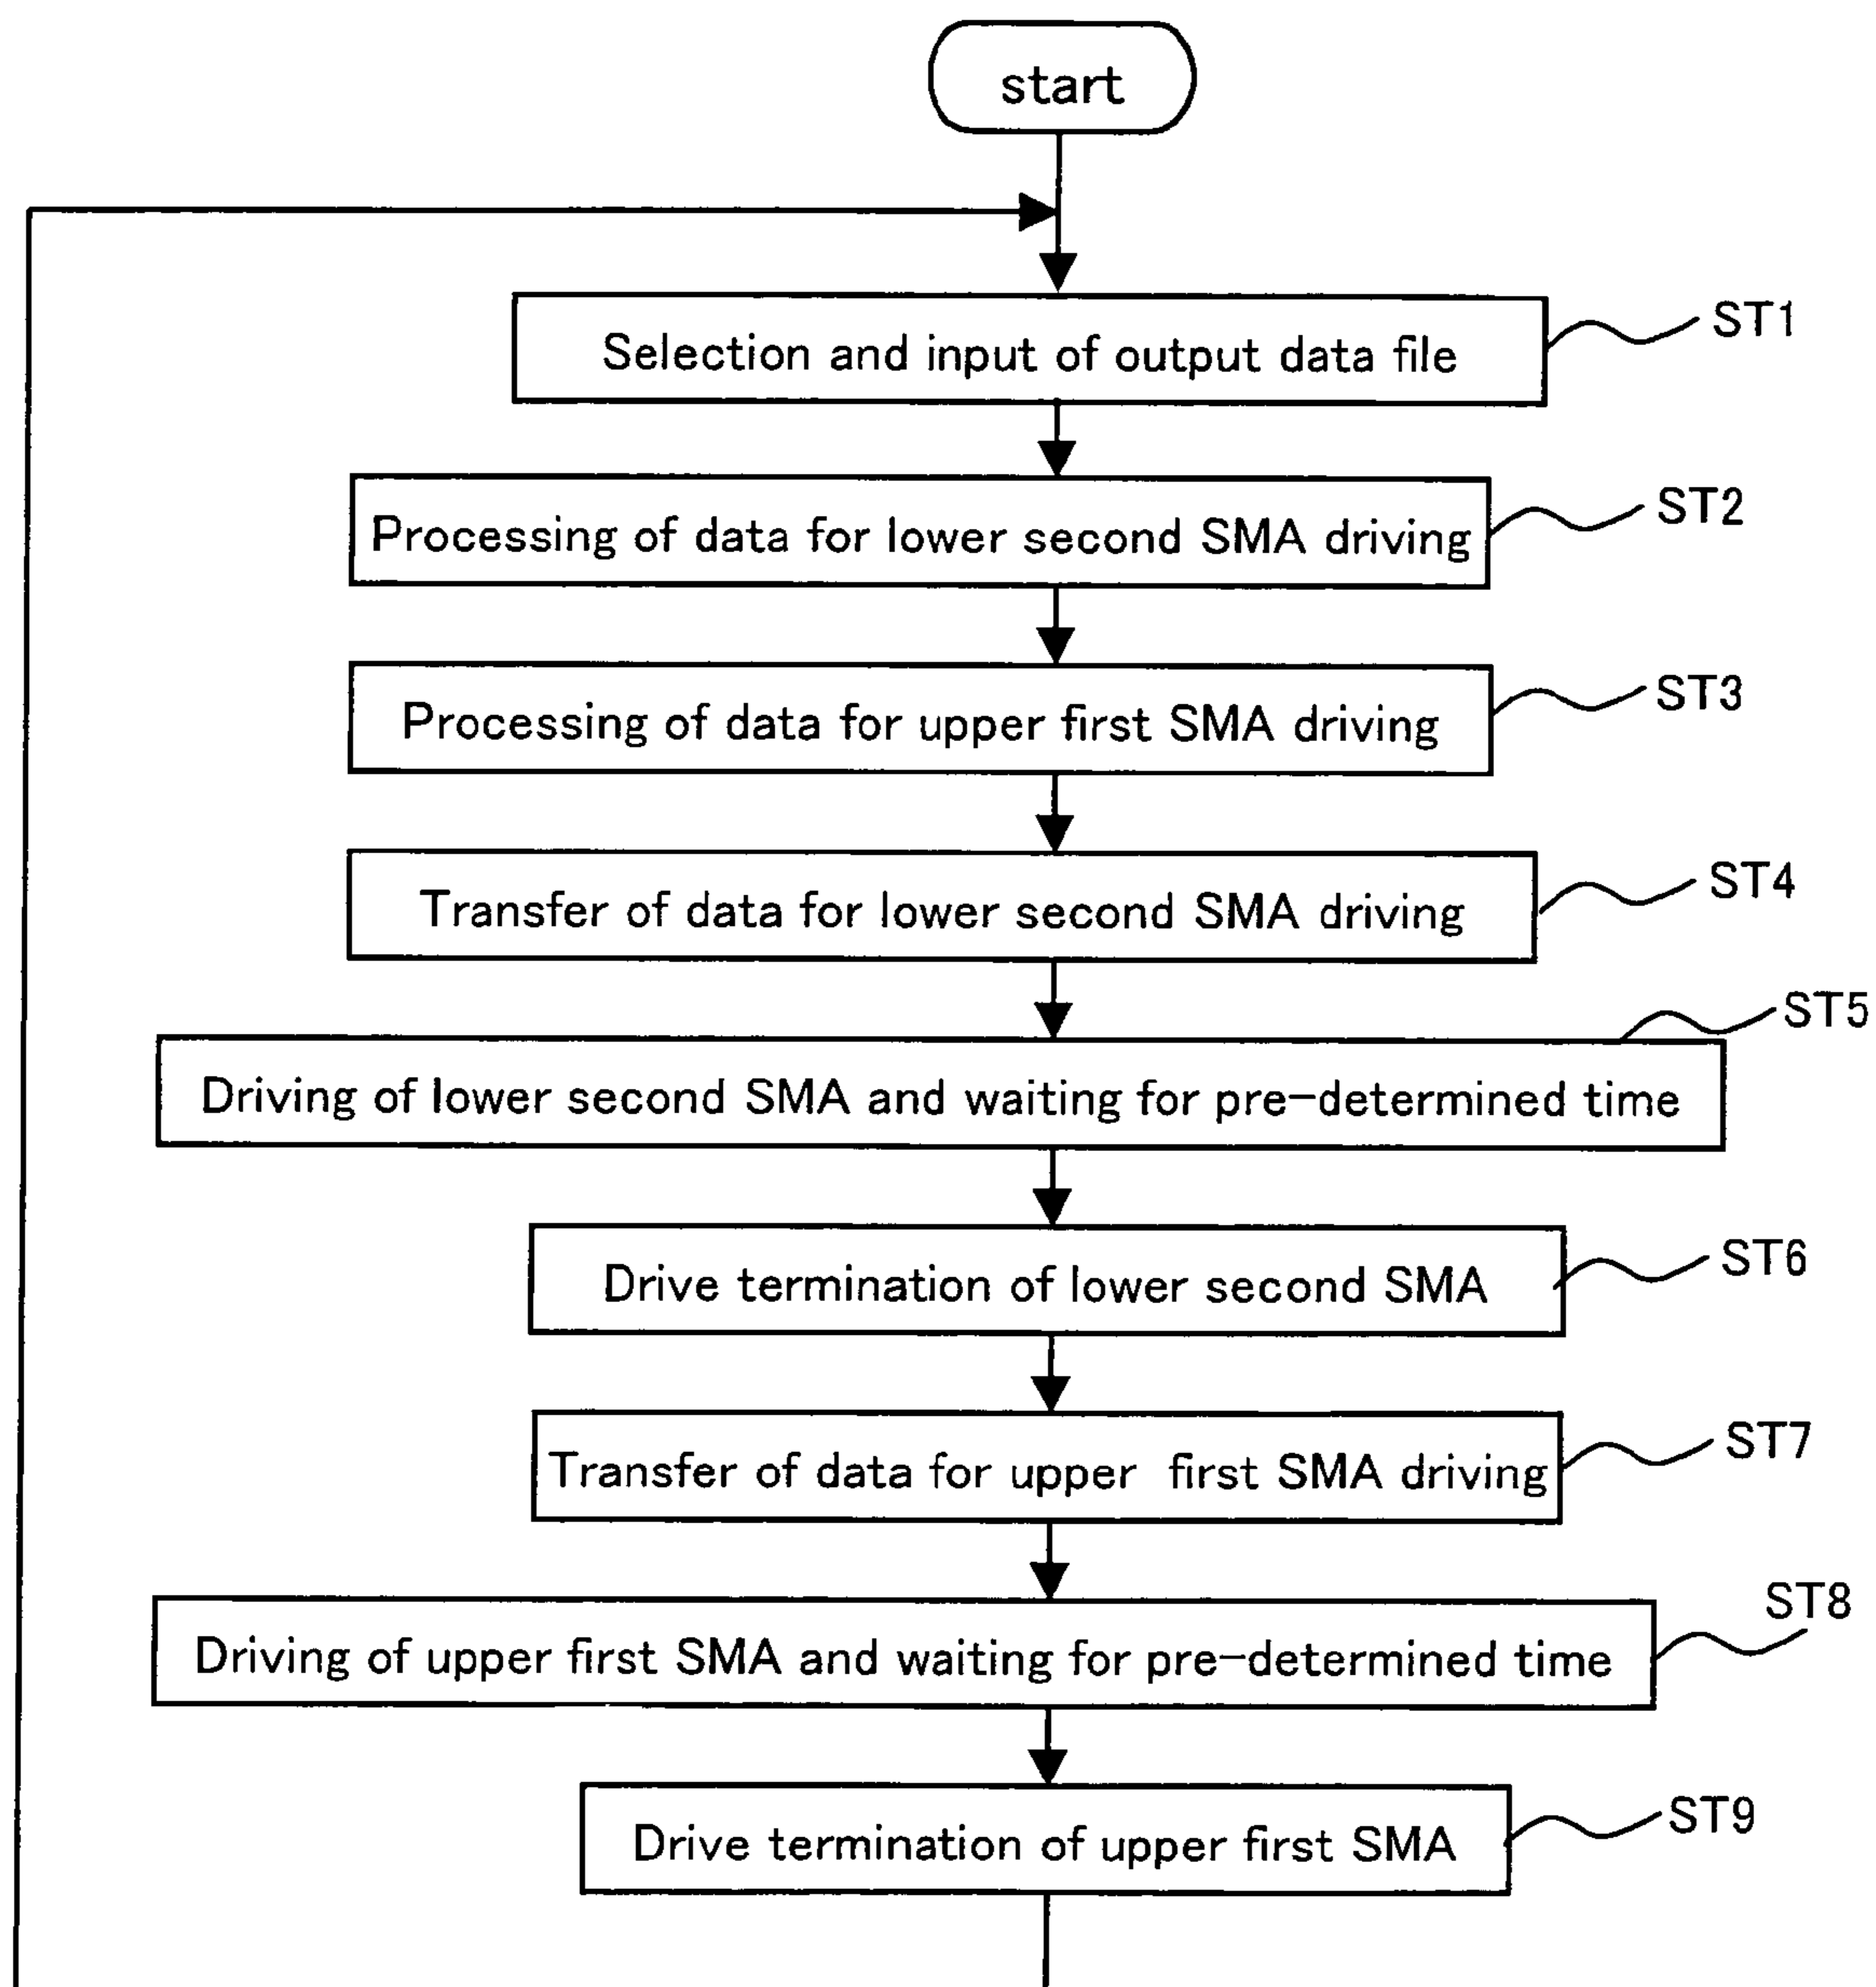 start
Selection and input of output data file
ST1
Processing of data for lower second SMA driving
ST2
Processing of data for upper first SMA driving
ST3
Transfer of data for lower second SMA driving
ST4
Driving of lower second SMA and waiting for pre-determined time
ST5
Drive termination of lower second SMA
ST6
Transfer of data for upper first SMA driving
ST7
Driving of upper first SMA and waiting for pre-determined time
ST8
Drive termination of upper first SMA
ST9